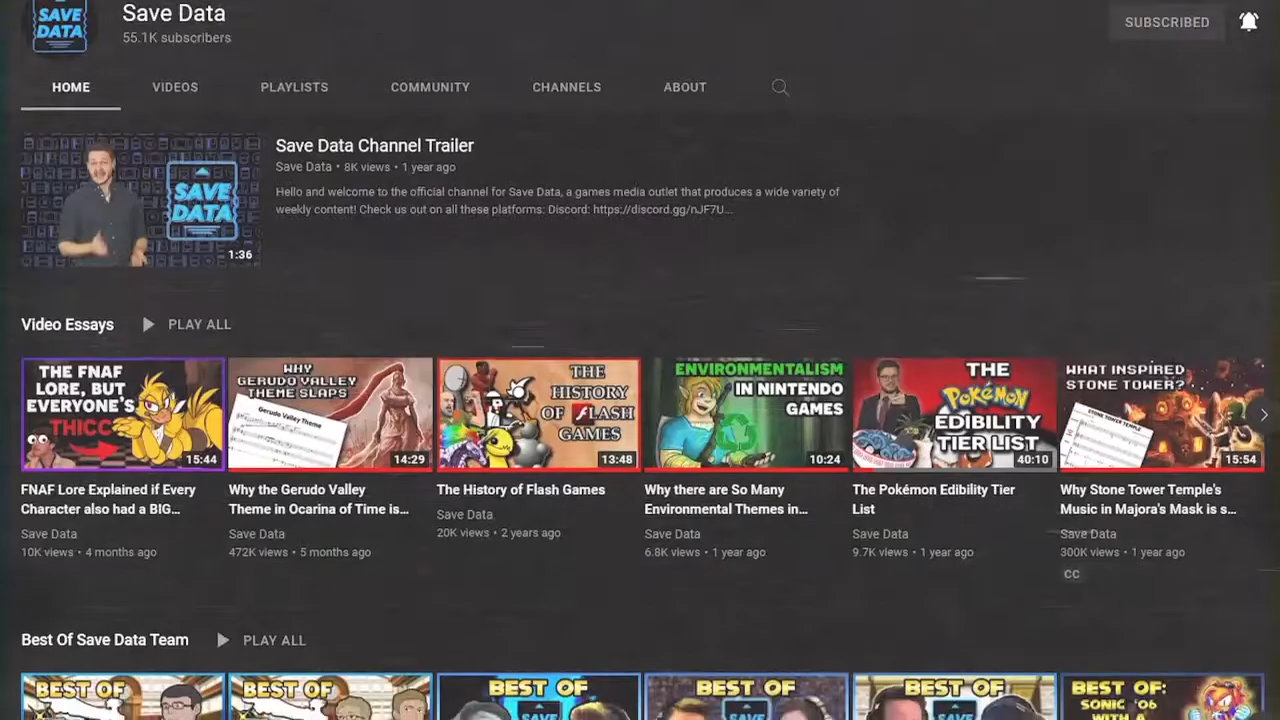 SAVE
DATA
Save Data
55.1K subscribers
SUBSCRIBED
HOME
VIDEOS
PLAYLISTS
COMMUNITY
CHANNELS
ABOUT
SAVE
DATA
1:36
Save Data Channel Trailer
Save Data • 8K views • 1 year ago
Hello and welcome to the official channel for Save Data, a games media outlet that produces a wide variety of
weekly content! Check us out on all these platforms: Discord: https://discord.gg/nJF7U...
Video Essays
PLAY ALL
THE FNAF
LORE, BUT
EVERYONE'S
THICC
15:44
WHY
GERUDO VALLEY
THEME SLAPS
Gerudo Valley Theme
14:29
THE
HISTORY
OF FLASH
GAMES
13:48
ENVIRONMENTALISM
IN NINTENDO
GAMES
10:24
THE
Pokémon
EDIBILITY
TIER LIST
40:10
WHAT INSPIRED
STONE TOWER?
STONE TOWER TEMPLE
15:54
FNAF Lore Explained if Every
Character also had a BIG...
Save Data
10K views • 4 months ago
Why the Gerudo Valley
Theme in Ocarina of Time is...
Save Data
472K views • 5 months ago
The History of Flash Games
Save Data
20K views • 2 years ago
Why there are So Many
Environmental Themes in...
Save Data
6.8K views • 1 year ago
The Pokémon Edibility Tier
List
Save Data
9.7K views • 1 year ago
Why Stone Tower Temple's
Music in Majora's Mask is s...
Save Data
300K views • 1 year ago
CC
Best Of Save Data Team
PLAY ALL
BEST OF
BEST OF
BEST OF
SAVE
BEST OF
SAVE
BEST OF
SAVE
BEST OF:
SONIC '06
WITH A